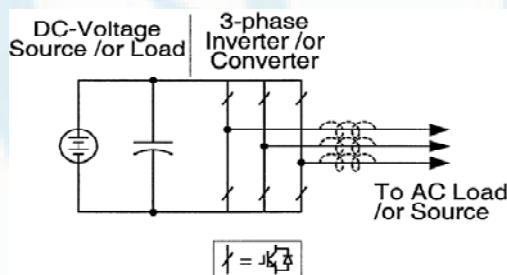 DC-Voltage
Source /or Load
3-phase
Inverter /or
Converter
To AC Load
/or Source
=